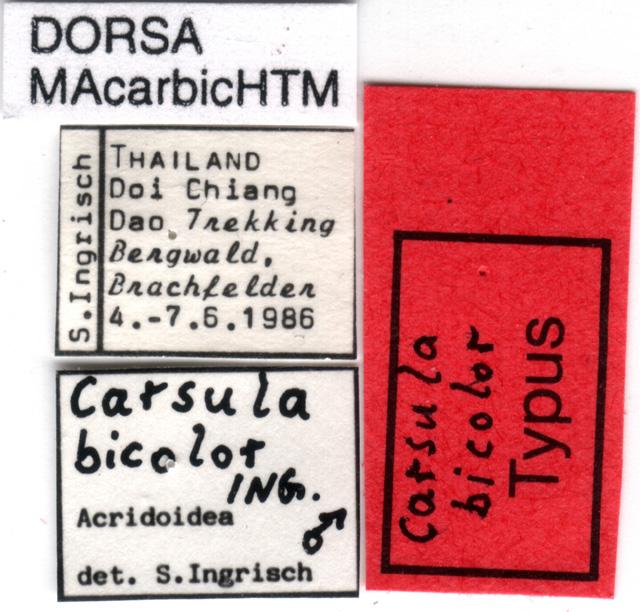 DORSA
MAcarbicHTM
S.Ingrisch
THAILAND
Doi Chiang
Dao Trekking
Bergwald,
Brachfelder
4.-7.6.1986
Carsula
bicolor
ING.
Acridoidea ♂
det. S.Ingrisch
Carsula
bicolor
Typus